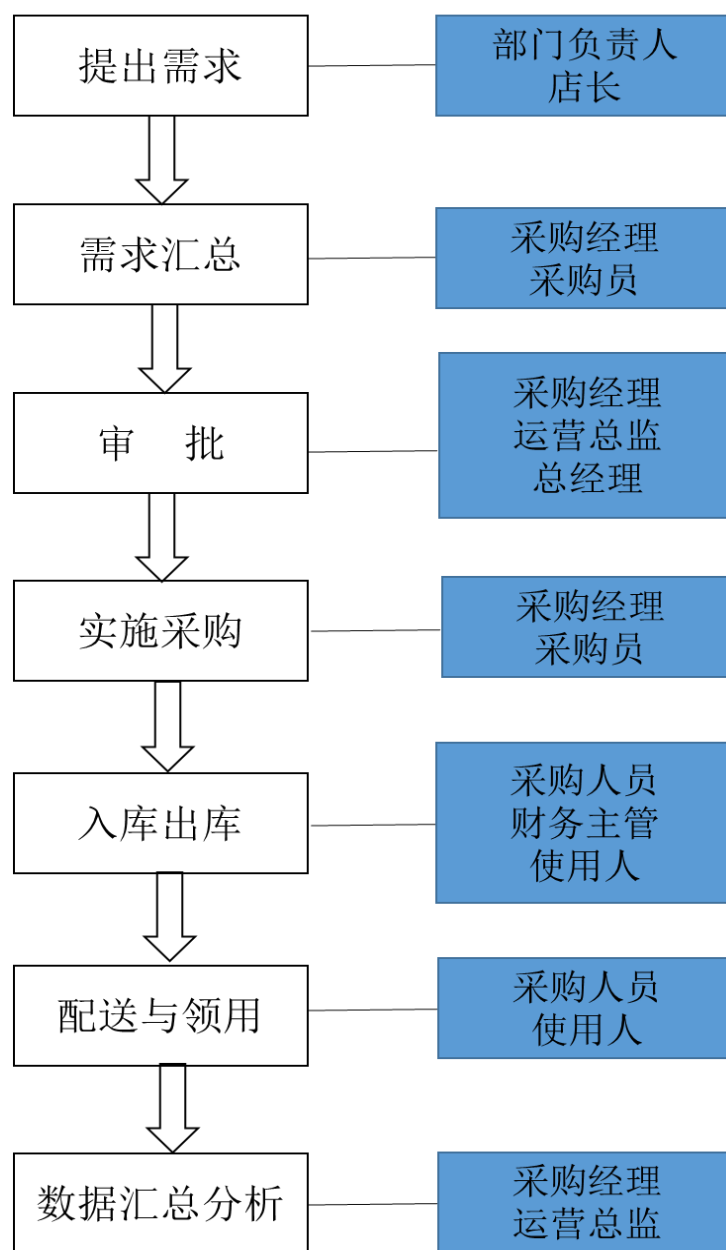 提出需求
部门负责人
店长
需求汇总
采购经理
采购员
审 批
采购经理
运营总监
总经理
实施采购
采购经理
采购员
入库出库
采购人员
财务主管
使用人
配送与领用
采购人员
使用人
数据汇总分析
采购经理
运营总监